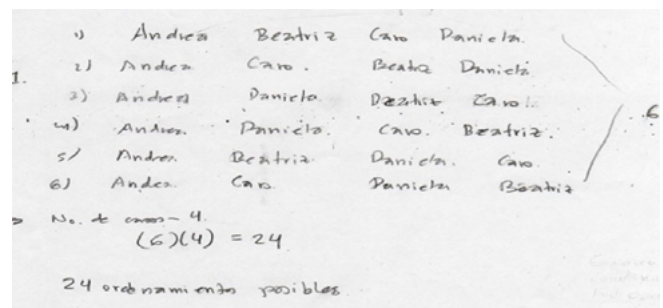 1) Andrea Beatriz Caro Daniela.
1. 2) Andrea Caro. Beatriz Daniela
3) Andrea Daniela Beatriz Caro.
4) Andrea. Daniela. Caro. Beatriz. 6
5) Andrea. Beatriz. Daniela. Caro.
6) Andrea. Caro Daniela Beatriz
No. de casos - 4.
(6)(4) = 24
24 ordenamiento posibles.